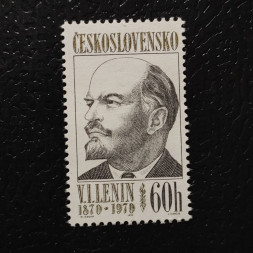 ČESKOSLOVENSKO
V.I.LENIN
1870-1970
60h